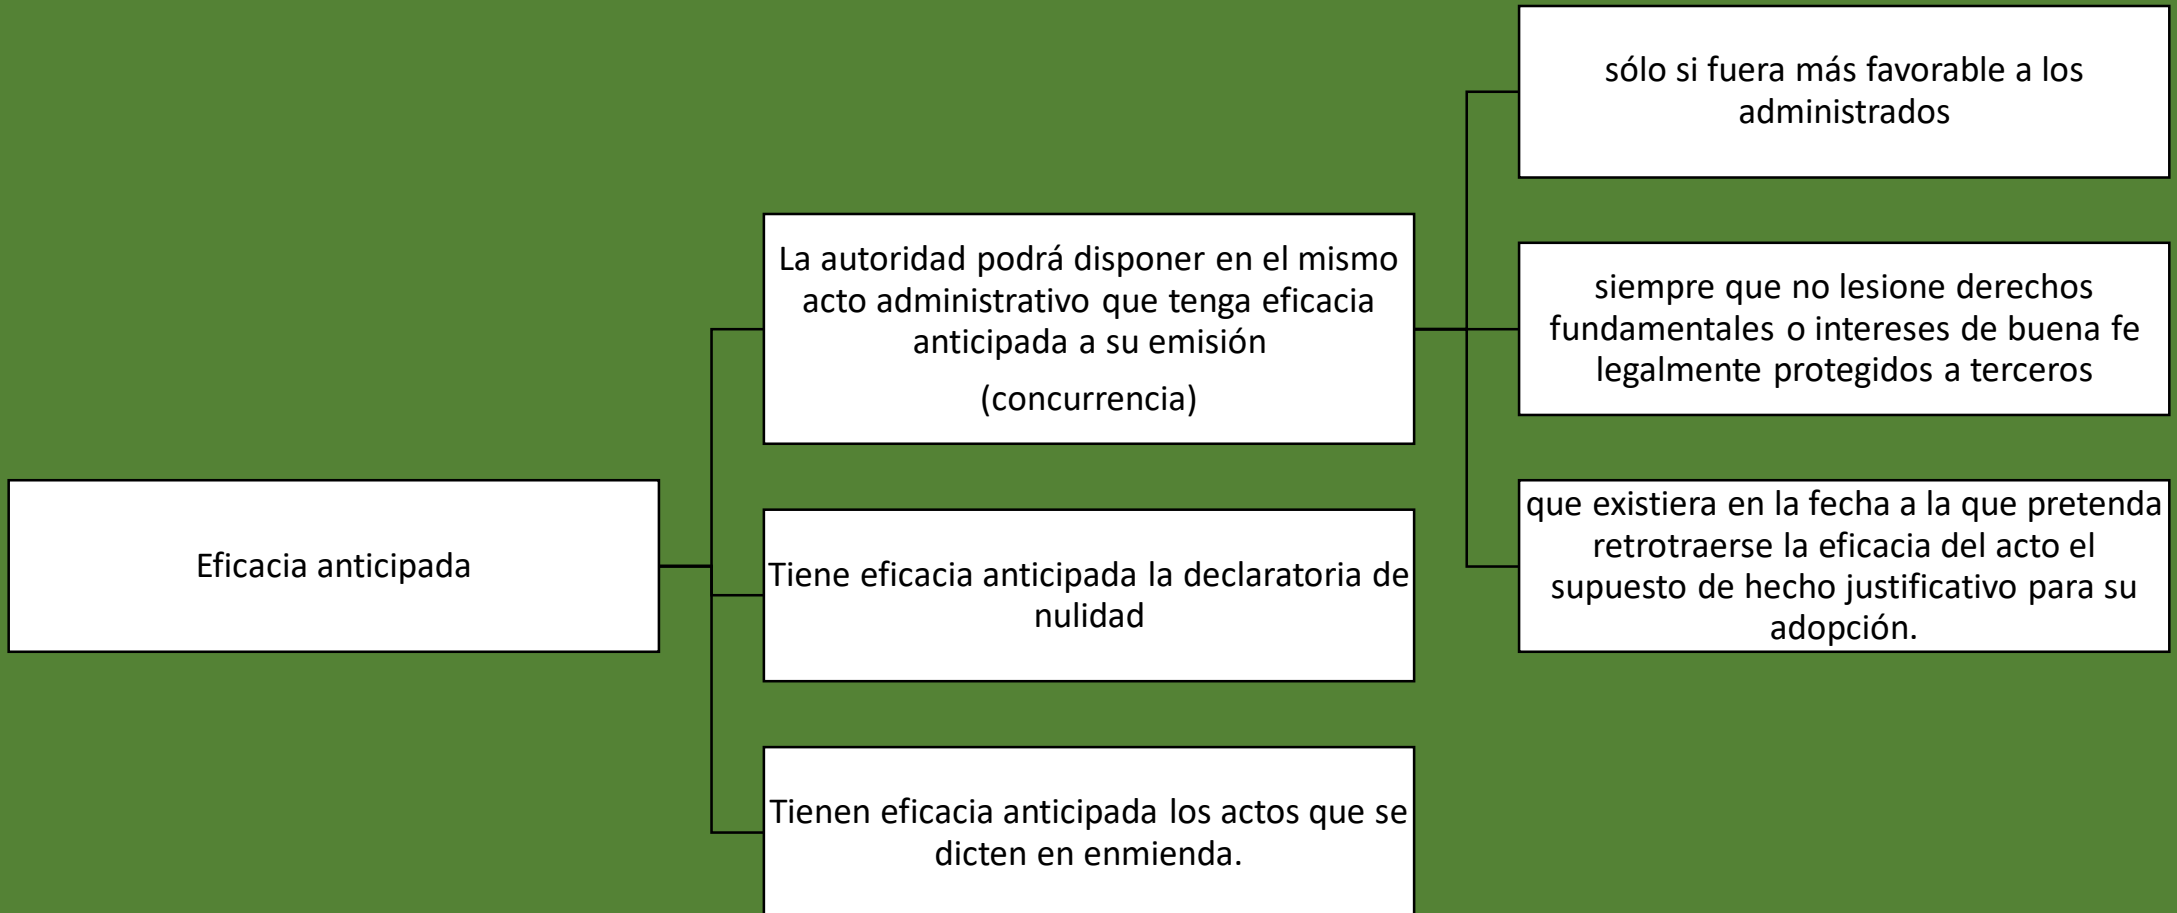 Eficacia anticipada
La autoridad podrá disponer en el mismo
acto administrativo que tenga eficacia
anticipada a su emisión
(concurrencia)
sólo si fuera más favorable a los
administrados
siempre que no lesione derechos
fundamentales o intereses de buena fe
legalmente protegidos a terceros
que existiera en la fecha a la que pretenda
retrotraerse la eficacia del acto el
supuesto de hecho justificativo para su
adopción.
Tiene eficacia anticipada la declaratoria de
nulidad
Tienen eficacia anticipada los actos que se
dicten en enmienda.